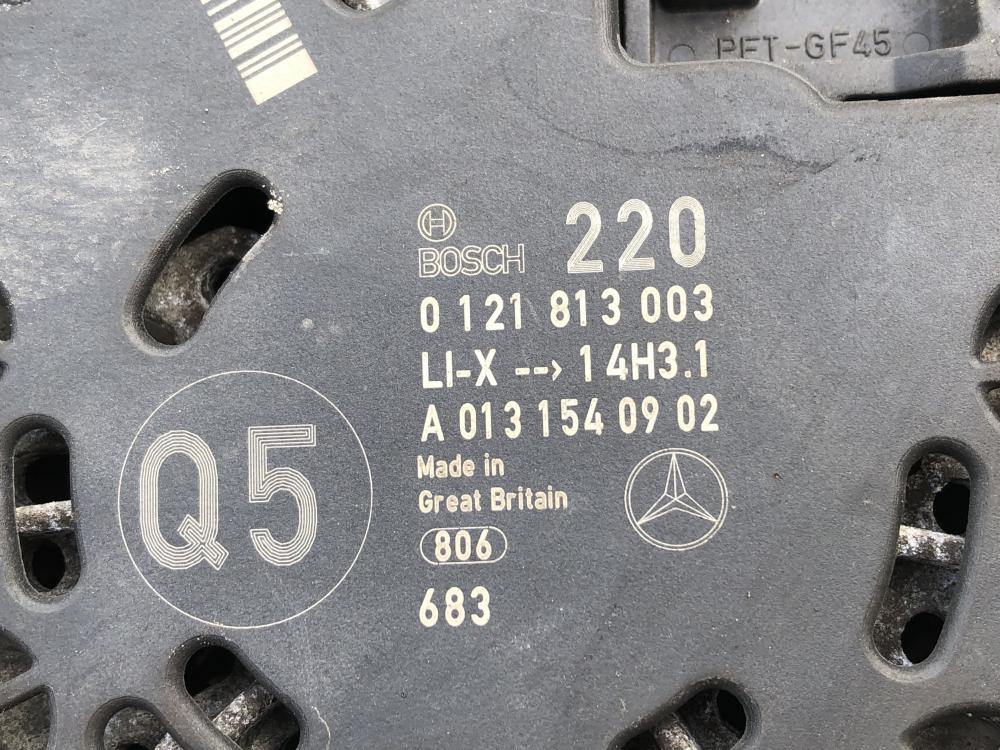 PET-GF45
BOSCH 220
0 121 813 003
LI-X --> 14H3.1
A 013 154 09 02
Made in
Great Britain
806
683
Q5